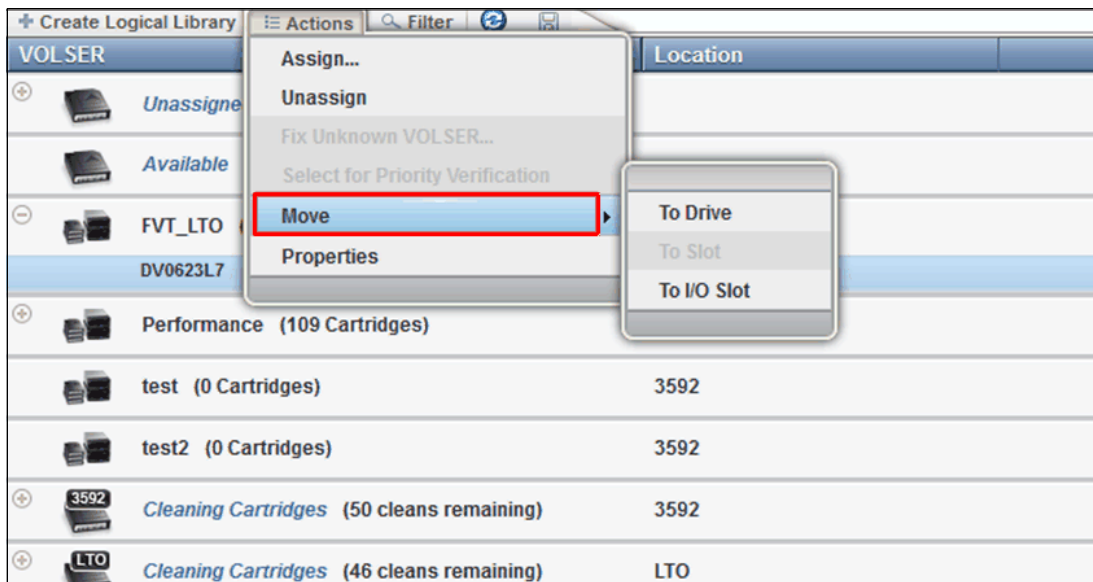 Create Logical Library Actions Filter
VOLSER Location
Assign...
Unassigne
Unassign
Fix Unknown VOLSER...
Available
Select for Priority Verification
Move
To Drive
FVT_LTO
To Slot
Properties
DV0623L7
To I/O Slot
Performance (109 Cartridges)
test (0 Cartridges) 3592
test2 (0 Cartridges) 3592
3592
Cleaning Cartridges (50 cleans remaining) 3592
LTO
Cleaning Cartridges (46 cleans remaining) LTO